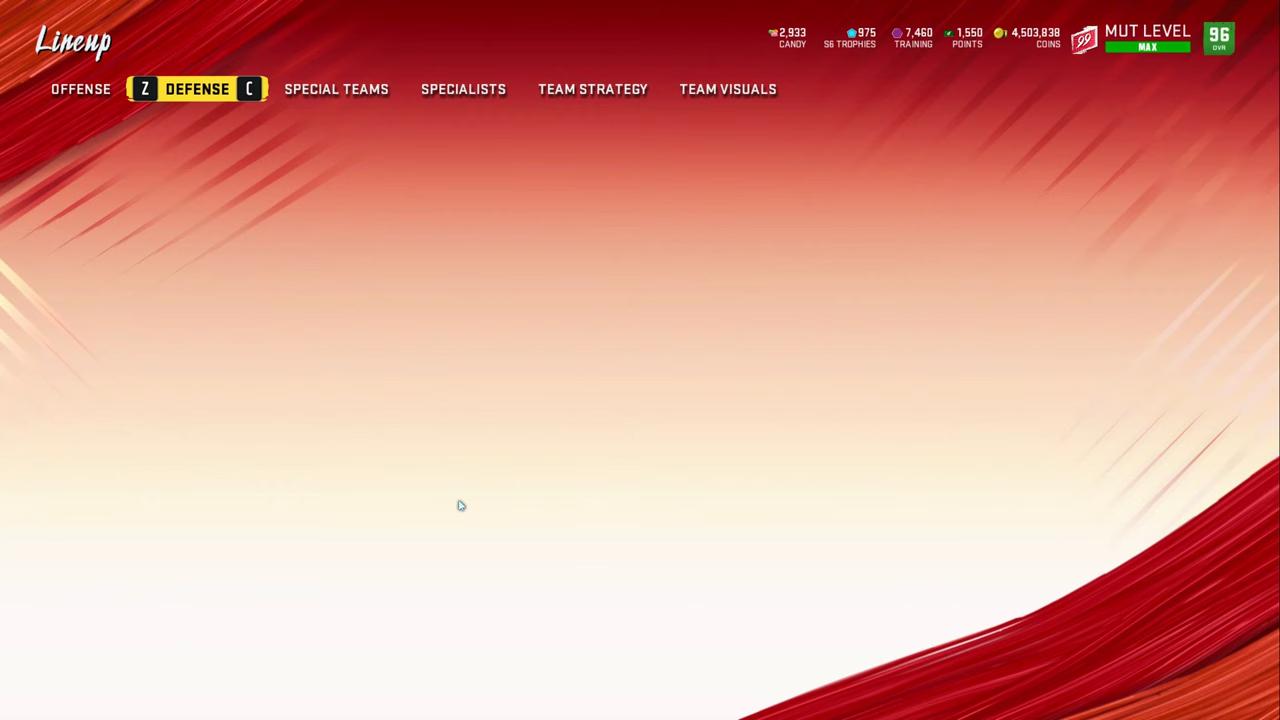 Lineup
2,933
CANDY
975
S6 TROPHIES
7,460
TRAINING
1,550
POINTS
4,503,838
COINS
99
MUT LEVEL
MAX
96
OVR
OFFENSE
Z DEFENSE C
SPECIAL TEAMS
SPECIALISTS
TEAM STRATEGY
TEAM VISUALS